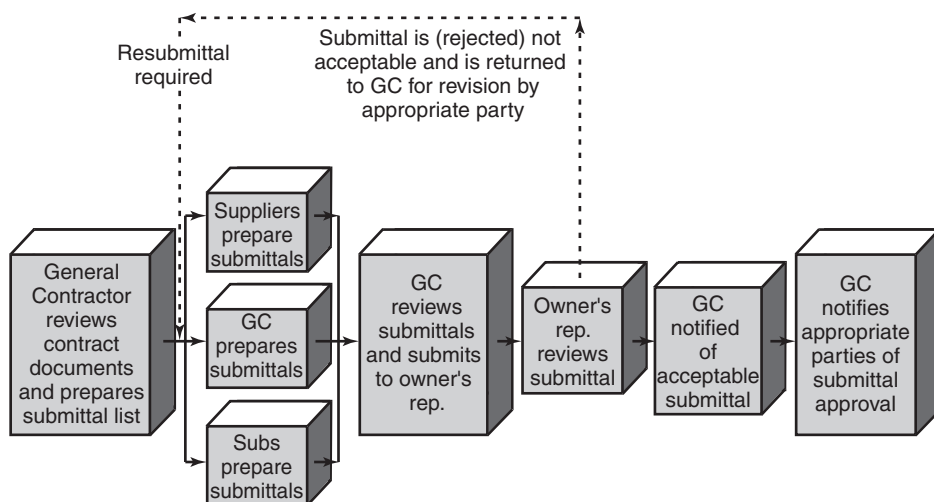 Resubmittal
required
Submittal is (rejected) not
acceptable and is returned
to GC for revision by
appropriate party
General
Contractor
reviews
contract
documents
and prepares
submittal list
Suppliers
prepare
submittals
GC
prepares
submittals
Subs
prepare
submittals
GC
reviews
submittals
and submits
to owner's
rep.
Owner's
rep.
reviews
submittal
GC
notified
of
acceptable
submittal
GC
notifies
appropriate
parties of
submittal
approval